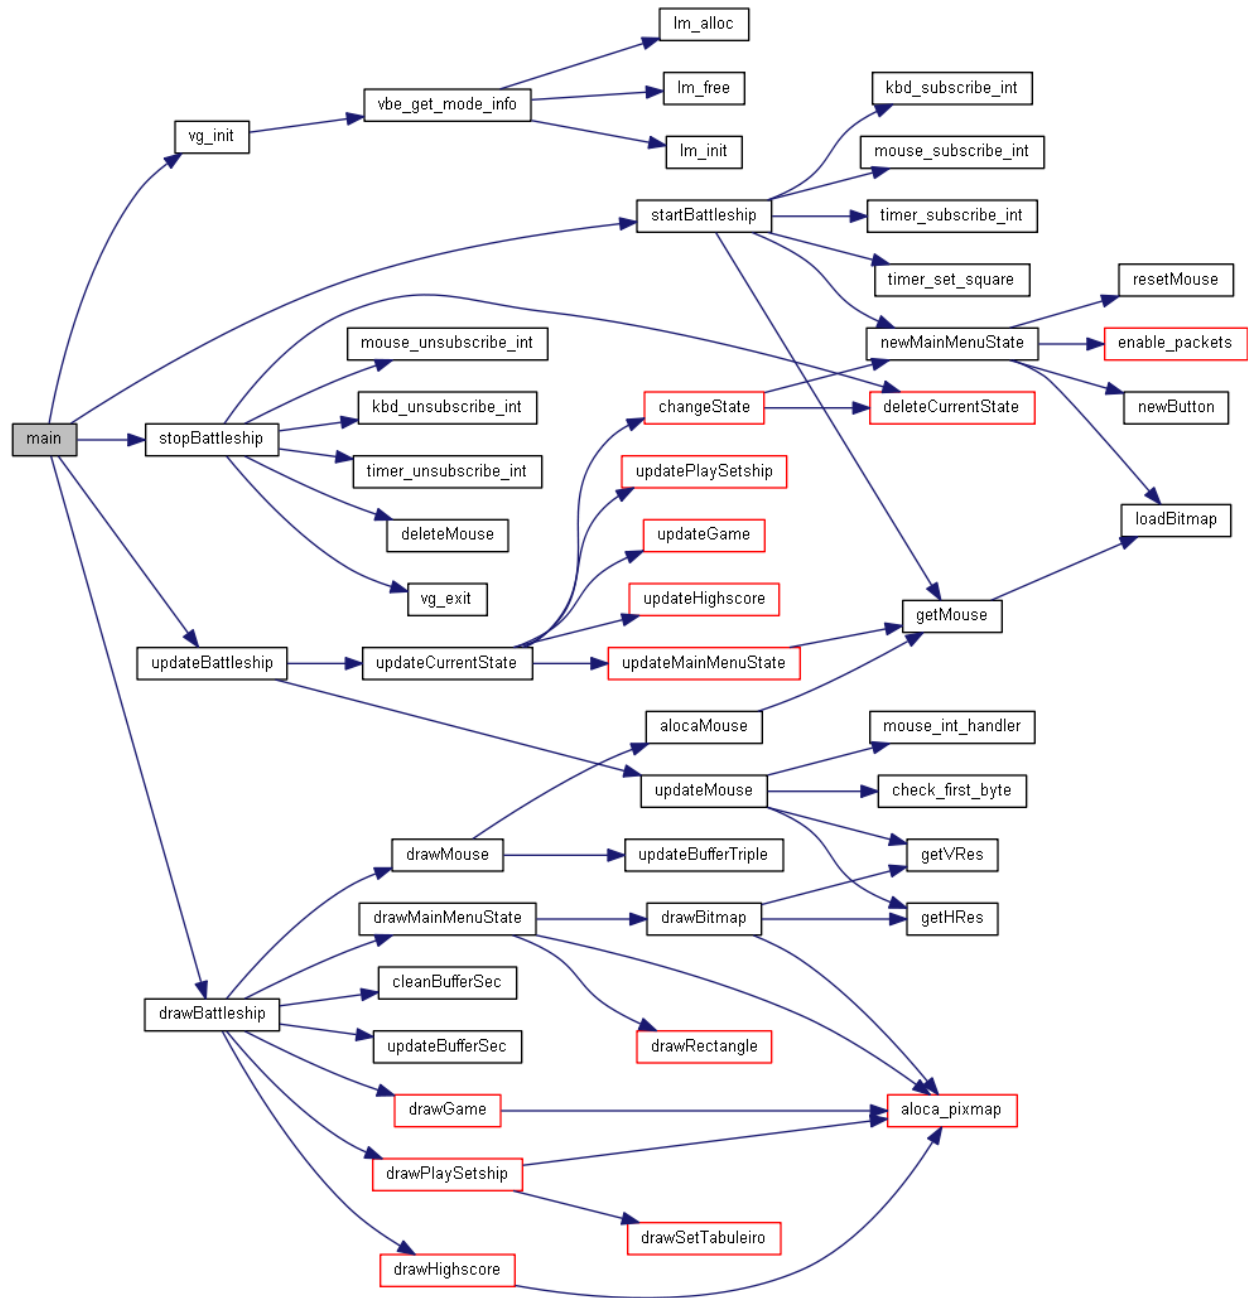 lm_alloc
kbd_subscribe_int
lm_free
vbe_get_mode_info
vg_init
lm_init
mouse_subscribe_int
startBattleship
timer_subscribe_int
timer_set_square
resetMouse
mouse_unsubscribe_int
newMainMenuState
enable_packets
kbd_unsubscribe_int
changeState
deleteCurrentState
newButton
main
stopBattleship
timer_unsubscribe_int
updatePlaySetship
loadBitmap
deleteMouse
updateGame
vg_exit
updateHighscore
getMouse
updateBattleship
updateCurrentState
updateMainMenuState
alocaMouse
mouse_int_handler
updateMouse
check_first_byte
drawMouse
updateBufferTriple
getVRes
drawMainMenuState
drawBitmap
getHRes
cleanBufferSec
drawBattleship
updateBufferSec
drawRectangle
drawGame
aloca_pixmap
drawPlaySetship
drawSetTabuleiro
drawHighscore